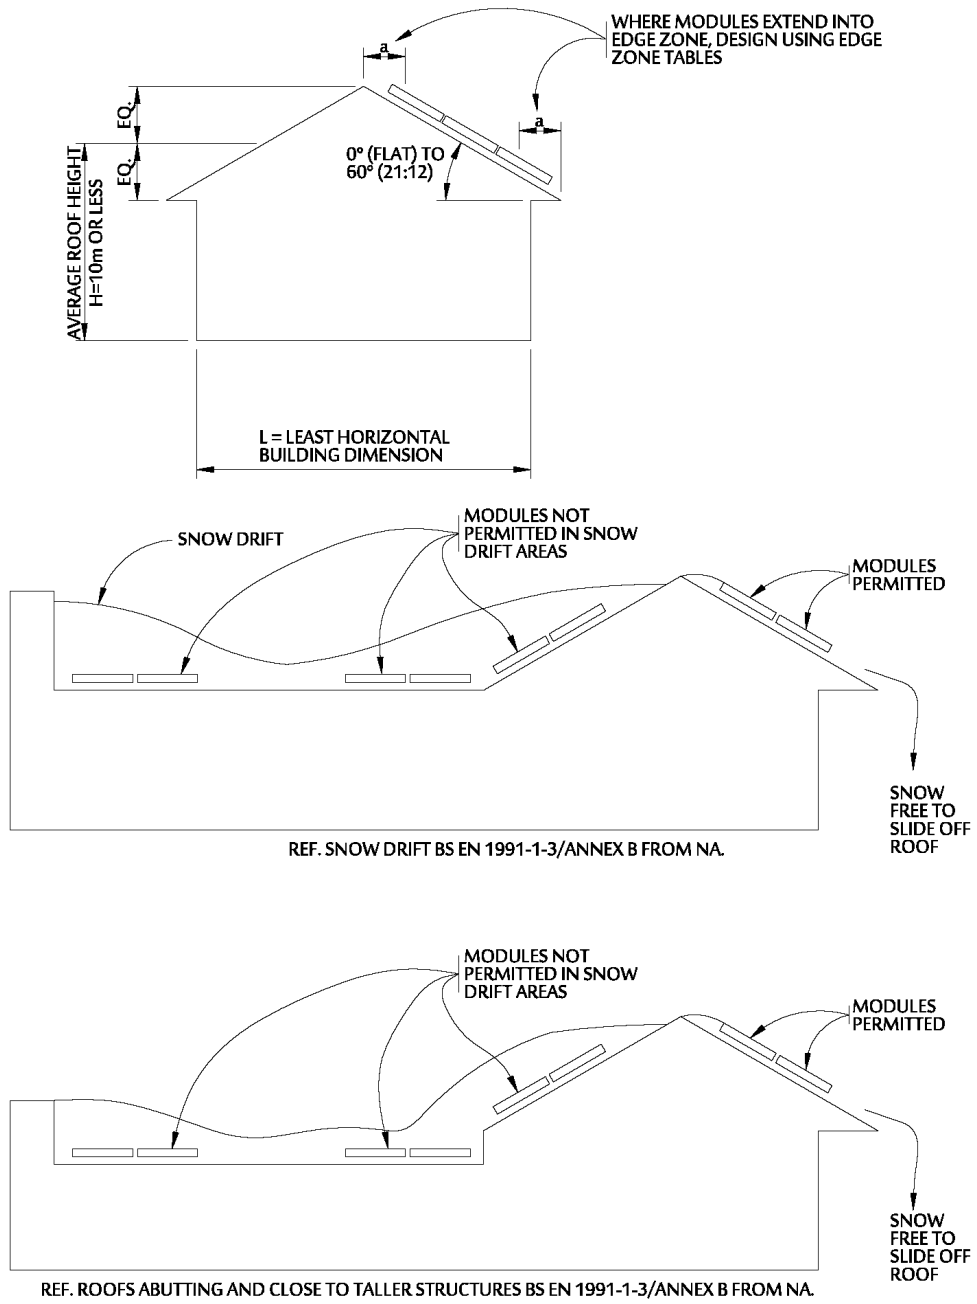 WHERE MODULES EXTEND INTO
EDGE ZONE, DESIGN USING EDGE
ZONE TABLES
a
a
EQ.
EQ.
0° (FLAT) TO
60° (21:12)
AVERAGE ROOF HEIGHT
H=10m OR LESS
L = LEAST HORIZONTAL
BUILDING DIMENSION
SNOW DRIFT
MODULES NOT
PERMITTED IN SNOW
DRIFT AREAS
MODULES
PERMITTED
SNOW
FREE TO
SLIDE OFF
ROOF
REF. SNOW DRIFT BS EN 1991-1-3/ANNEX B FROM NA.
MODULES NOT
PERMITTED IN SNOW
DRIFT AREAS
MODULES
PERMITTED
SNOW
FREE TO
SLIDE OFF
ROOF
REF. ROOFS ABUTTING AND CLOSE TO TALLER STRUCTURES BS EN 1991-1-3/ANNEX B FROM NA.